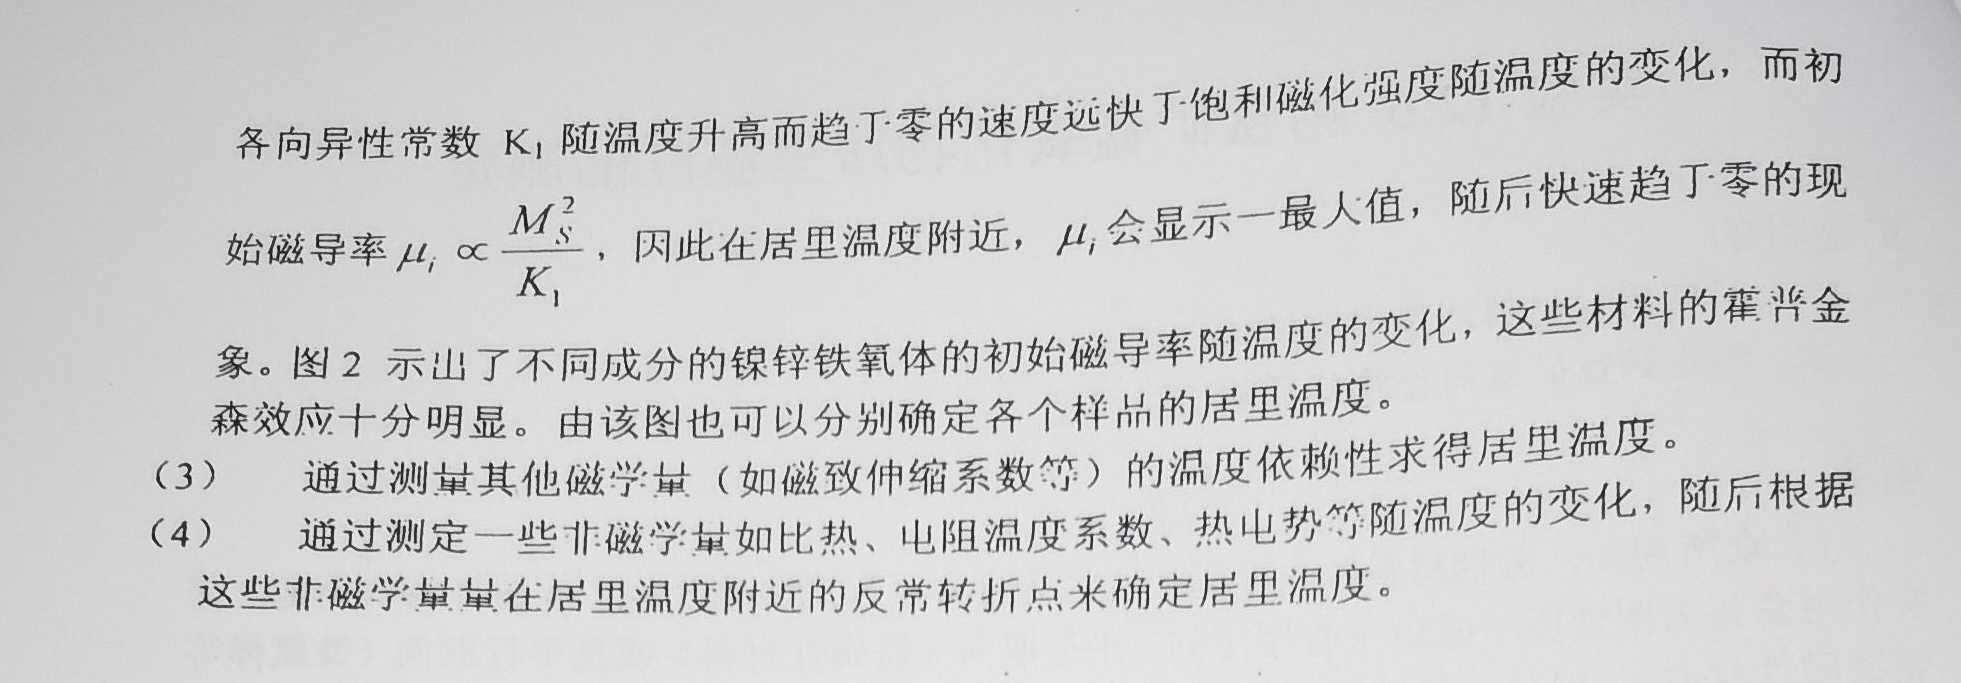 各向异性常数 K₁ 随温度升高而趋于零的速度远快于饱和磁化强度随温度的变化，而初
始磁导率 μᵢ ∝ M_S²/K₁，因此在居里温度附近，μᵢ 会显示一最大值，随后快速趋于零的现
象。图 2 示出了不同成分的镍锌铁氧体的初始磁导率随温度的变化，这些材料的霍普金
森效应十分明显。由该图也可以分别确定各个样品的居里温度。
（3） 通过测量其他磁学量（如磁致伸缩系数等）的温度依赖性求得居里温度。
（4） 通过测定一些非磁学量如比热、电阻温度系数、热电势等随温度的变化，随后根据
这些非磁学量量在居里温度附近的反常转折点来确定居里温度。